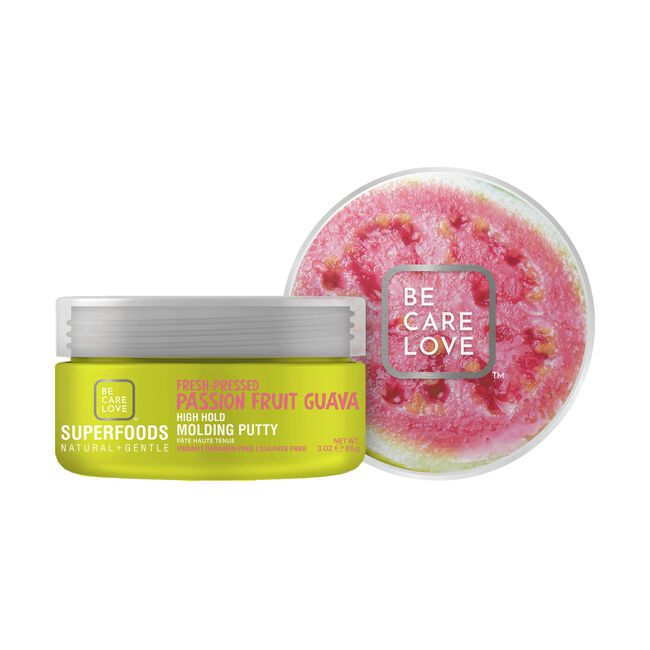 BE
CARE
LOVE
SUPERFOODS
NATURAL + GENTLE
FRESH-PRESSED
PASSION FRUIT GUAVA
HIGH HOLD
MOLDING PUTTY
PÂTE HAUTE TENUE
VEGAN | PARABEN FREE | SULFATE FREE
NET WT
3 OZ ℮ 85g
BE
CARE
LOVE
™